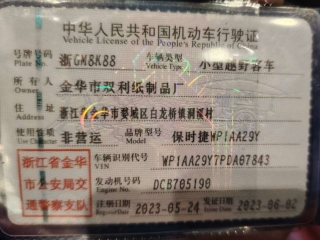 中华人民共和国机动车行驶证
Vehicle License of the People's Republic of China
号牌号码 浙GM8K88 车辆类型 小型越野客车
Plate No. Vehicle Type
所有人 金华市双利纸制品厂
Owner
住址 浙江省金华市婺城区白龙桥镇
Address
使用性质 非营运 品牌型号 保时捷WP1AA29Y
Use Character Model
浙江省金华市公安局交通警察支队
车辆识别代号 WP1AA29Y7PDA07843
VIN
发动机号码 DCB705190
Engine No.
注册日期 2023-05-24 发证日期 2023-06-02
Register Date Issue Date